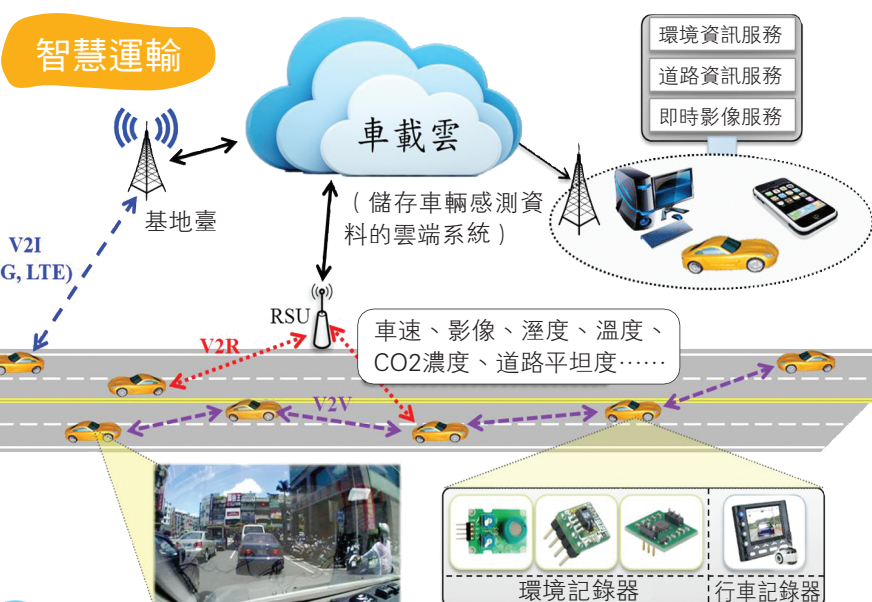 智慧運輸
環境資訊服務
道路資訊服務
即時影像服務
車載雲
(儲存車輛感測資
料的雲端系統)
基地臺
V2I
G, LTE)
RSU
車速、影像、溼度、溫度、
CO2濃度、道路平坦度……
V2R
V2V
環境記錄器
行車記錄器